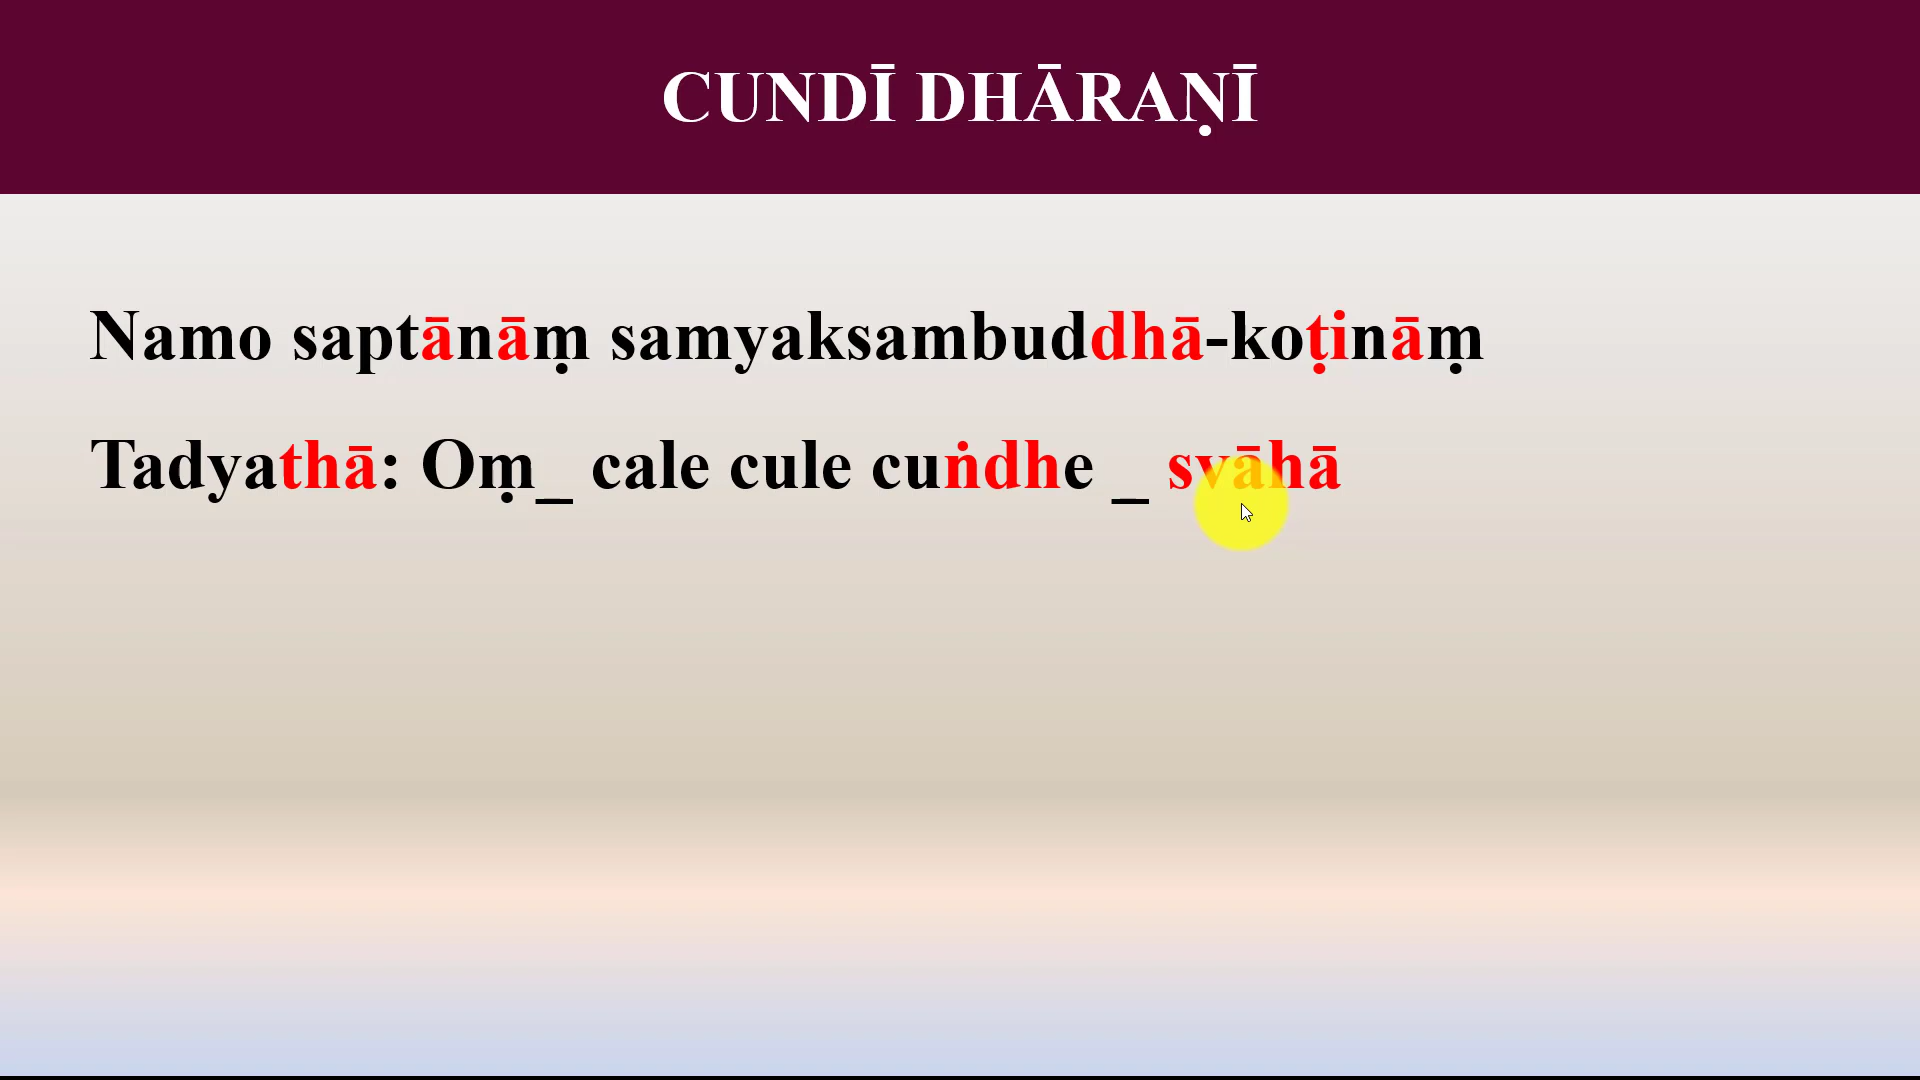 CUNDĪ DHĀRAṆĪ
Namo saptānāṃ samyaksambuddhā-koṭināṃ
Tadyathā: Oṃ_ cale cule cuṅdhe _ svāhā